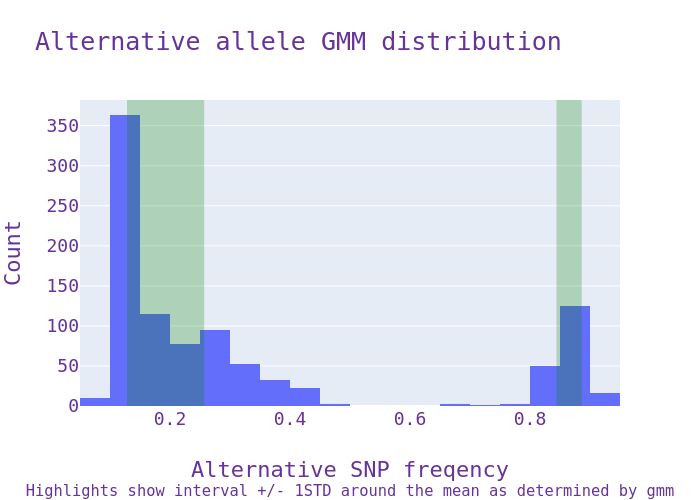 Alternative allele GMM distribution
350
300
250
200
150
100
50
0
Count
0.2 0.4 0.6 0.8
Alternative SNP freqency
Highlights show interval +/- 1STD around the mean as determined by gmm